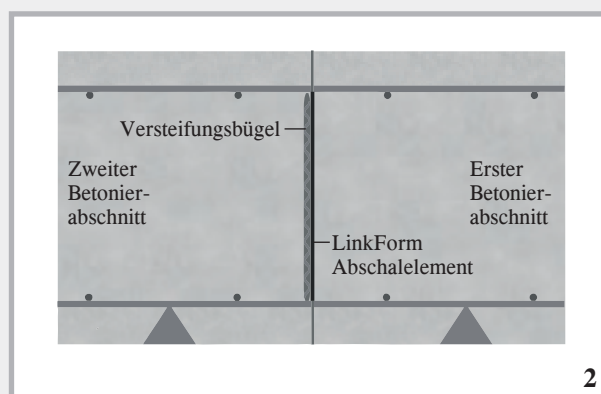 Versteifungsbügel
Zweiter
Betonier-
abschnitt
Erster
Betonier-
abschnitt
LinkForm
Abschalelement
2